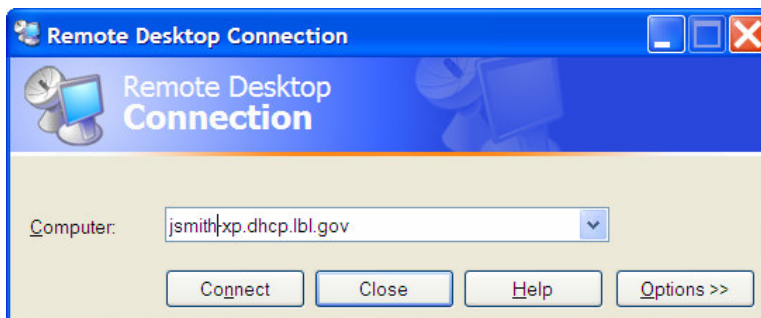 Remote Desktop Connection
Remote Desktop
Connection
Computer: jsmith-xp.dhcp.lbl.gov
Connect Close Help Options >>